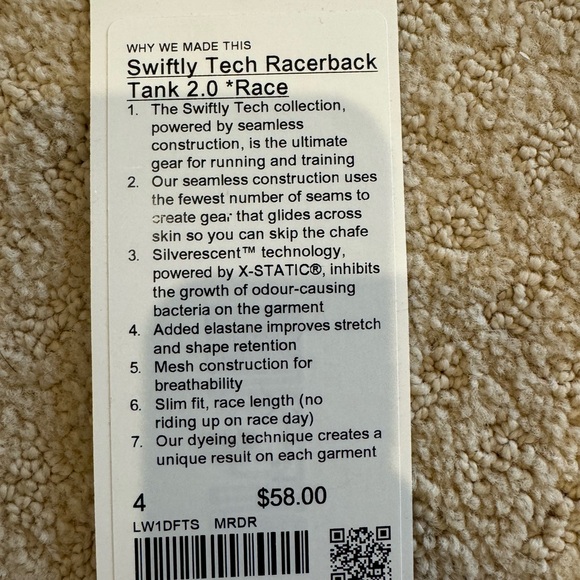 WHY WE MADE THIS
Swiftly Tech Racerback
Tank 2.0 *Race
1. The Swiftly Tech collection,
powered by seamless
construction, is the ultimate
gear for running and training
2. Our seamless construction uses
the fewest number of seams to
create gear that glides across
skin so you can skip the chafe
3. Silverescent™ technology,
powered by X-STATIC®, inhibits
the growth of odour-causing
bacteria on the garment
4. Added elastane improves stretch
and shape retention
5. Mesh construction for
breathability
6. Slim fit, race length (no
riding up on race day)
7. Our dyeing technique creates a
unique result on each garment
4 $58.00
LW1DFTS MRDR